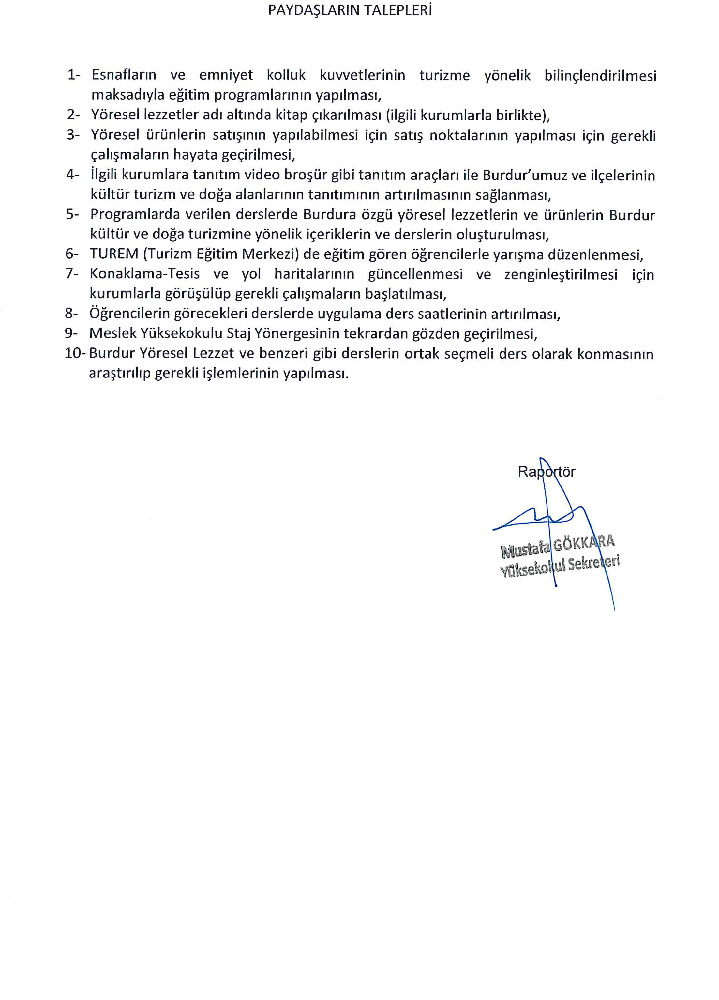 PAYDAŞLARIN TALEPLERİ
1- Esnafların ve emniyet kolluk kuvvetlerinin turizme yönelik bilinçlendirilmesi
maksadıyla eğitim programlarının yapılması,
2- Yöresel lezzetler adı altında kitap çıkarılması (ilgili kurumlarla birlikte),
3- Yöresel ürünlerin satışının yapılabilmesi için satış noktalarının yapılması için gerekli
çalışmaların hayata geçirilmesi,
4- İlgili kurumlara tanıtım video broşür gibi tanıtım araçları ile Burdur’umuz ve ilçelerinin
kültür turizm ve doğa alanlarının tanıtımının artırılmasının sağlanması,
5- Programlarda verilen derslerde Burdura özgü yöresel lezzetlerin ve ürünlerin Burdur
kültür ve doğa turizmine yönelik içeriklerin ve derslerin oluşturulması,
6- TUREM (Turizm Eğitim Merkezi) de eğitim gören öğrencilerle yarışma düzenlenmesi,
7- Konaklama-Tesis ve yol haritalarının güncellenmesi ve zenginleştirilmesi için
kurumlarla görüşülüp gerekli çalışmaların başlatılması,
8- Öğrencilerin görecekleri derslerde uygulama ders saatlerinin artırılması,
9- Meslek Yüksekokulu Staj Yönergesinin tekrardan gözden geçirilmesi,
10- Burdur Yöresel Lezzet ve benzeri gibi derslerin ortak seçmeli ders olarak konmasının
araştırılıp gerekli işlemlerinin yapılması.
Raportör
Mustafa GÖKKARA
Yüksekokul Sekreteri